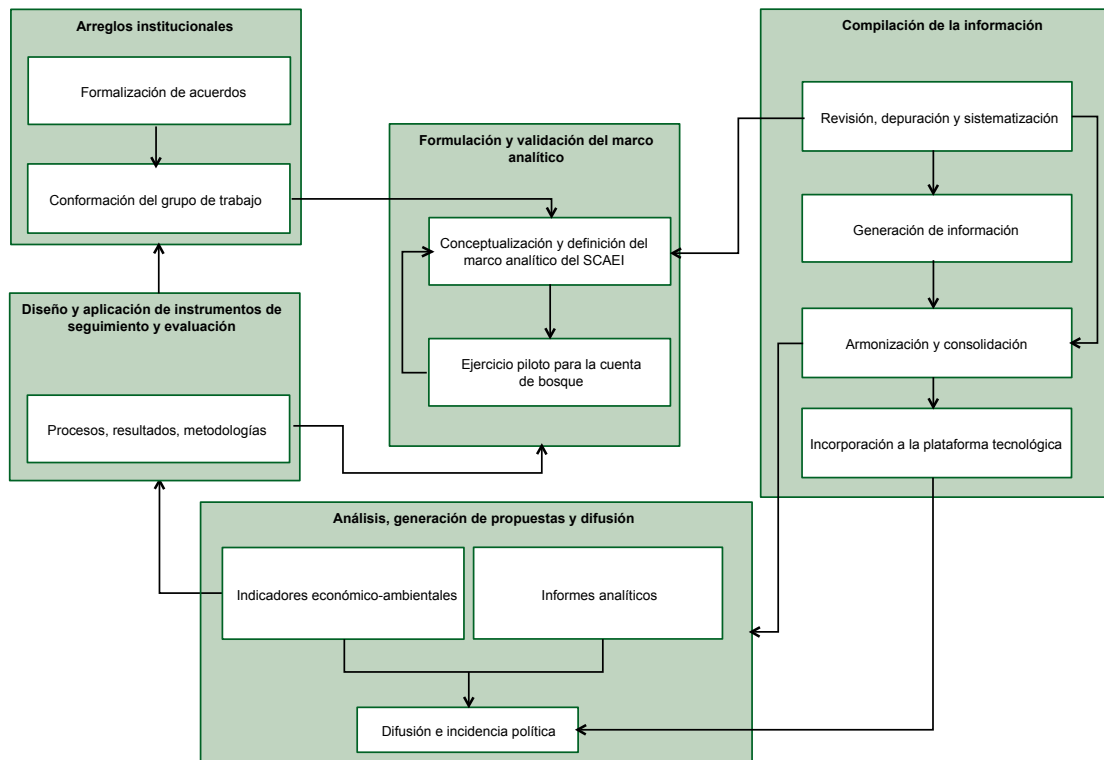 Arreglos institucionales
Formalización de acuerdos
Conformación del grupo de trabajo
Diseño y aplicación de instrumentos de
seguimiento y evaluación
Procesos, resultados, metodologías
Formulación y validación del marco
analítico
Conceptualización y definición del
marco analítico del SCAEI
Ejercicio piloto para la cuenta
de bosque
Compilación de la información
Revisión, depuración y sistematización
Generación de información
Armonización y consolidación
Incorporación a la plataforma tecnológica
Análisis, generación de propuestas y difusión
Indicadores económico-ambientales
Informes analíticos
Difusión e incidencia política